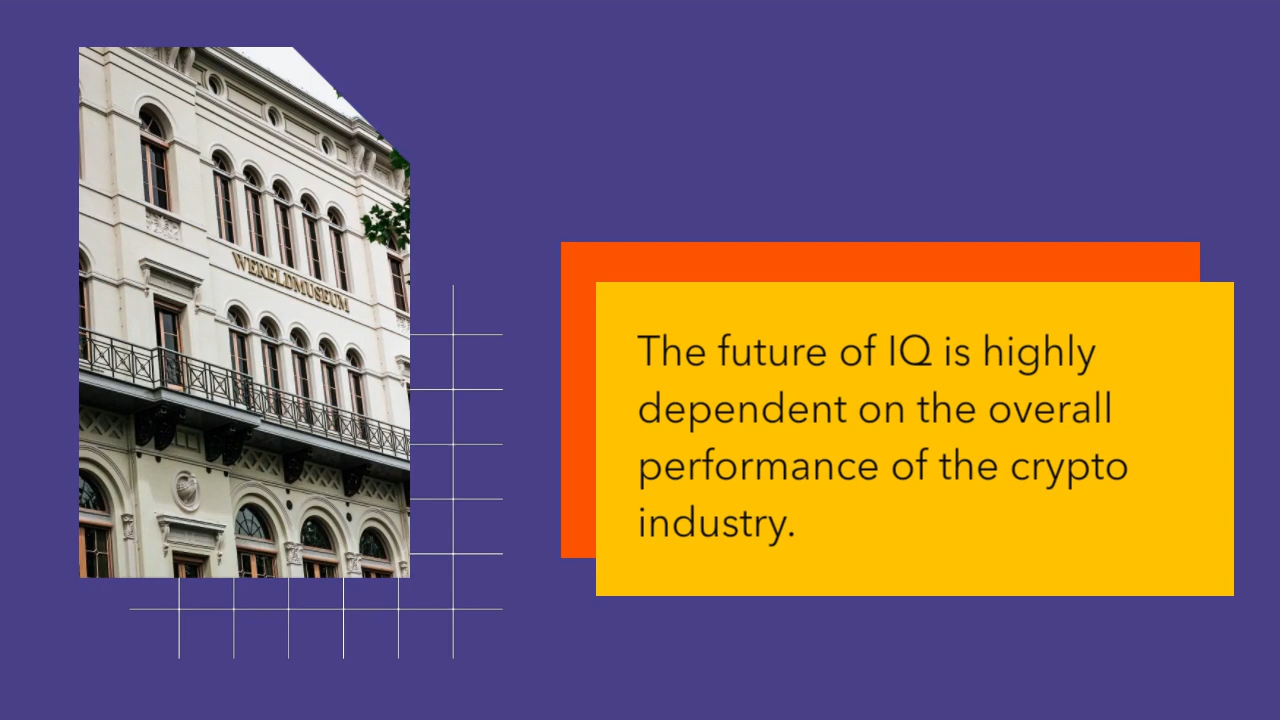 WERELDMUSEUM
The future of IQ is highly
dependent on the overall
performance of the crypto
industry.